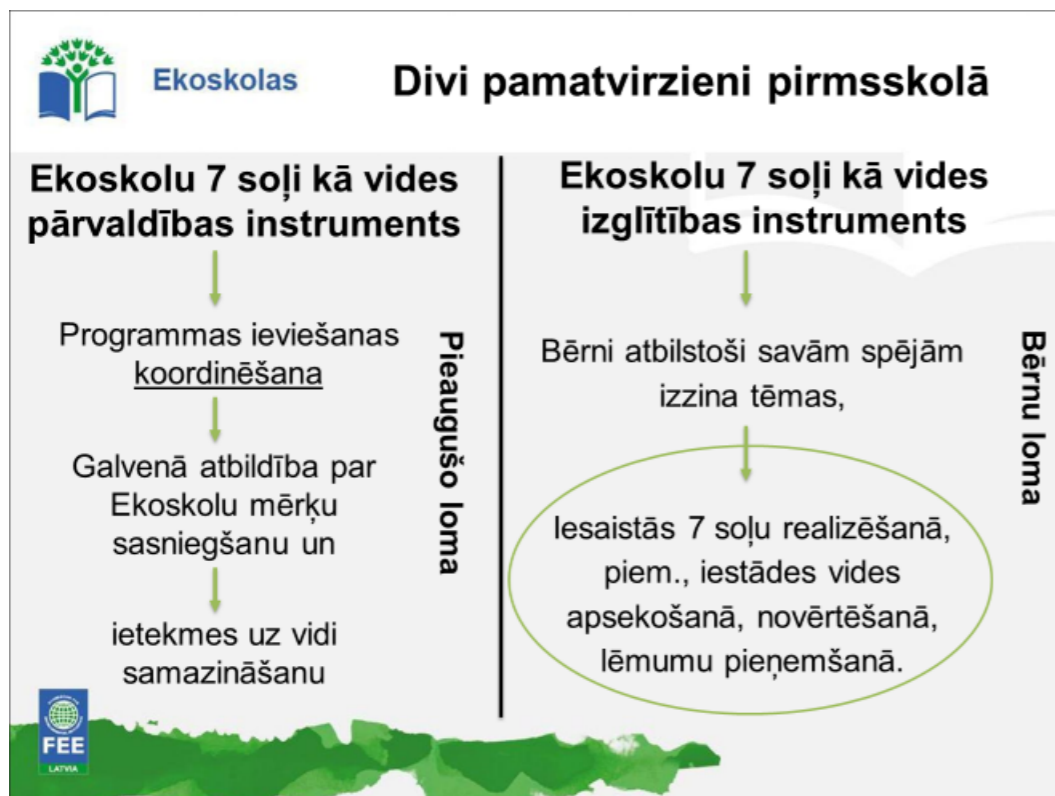 Ekoskolas
Divi pamatvirzieni pirmsskolā
Ekoskolu 7 soļi kā vides
pārvaldības instruments
Programmas ieviešanas
koordinēšana
Galvenā atbildība par
Ekoskolu mērķu
sasniegšanu un
ietekmes uz vidi
samazināšanu
Pieaugušo loma
Ekoskolu 7 soļi kā vides
izglītības instruments
Bērni atbilstoši savām spējām
izzina tēmas,
Iesaistās 7 soļu realizēšanā,
piem., iestādes vides
apsekošanā, novērtēšanā,
lēmumu pieņemšanā.
Bērnu loma
FEE
LATVIA